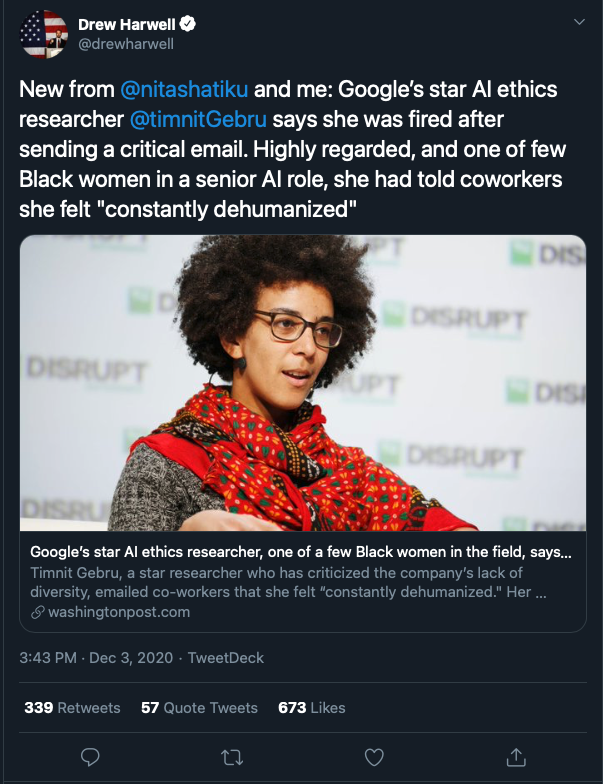 Drew Harwell
@drewharwell
New from @nitashatiku and me: Google's star AI ethics
researcher @timnitGebru says she was fired after
sending a critical email. Highly regarded, and one of few
Black women in a senior AI role, she had told coworkers
she felt "constantly dehumanized"
DIS
DISRUPT
DISRUPT
UPT
DIS
DISRUPT
DISRU
Google's star AI ethics researcher, one of a few Black women in the field, says...
Timnit Gebru, a star researcher who has criticized the company's lack of
diversity, emailed co-workers that she felt “constantly dehumanized." Her ...
washingtonpost.com
3:43 PM · Dec 3, 2020 · TweetDeck
339 Retweets 57 Quote Tweets 673 Likes